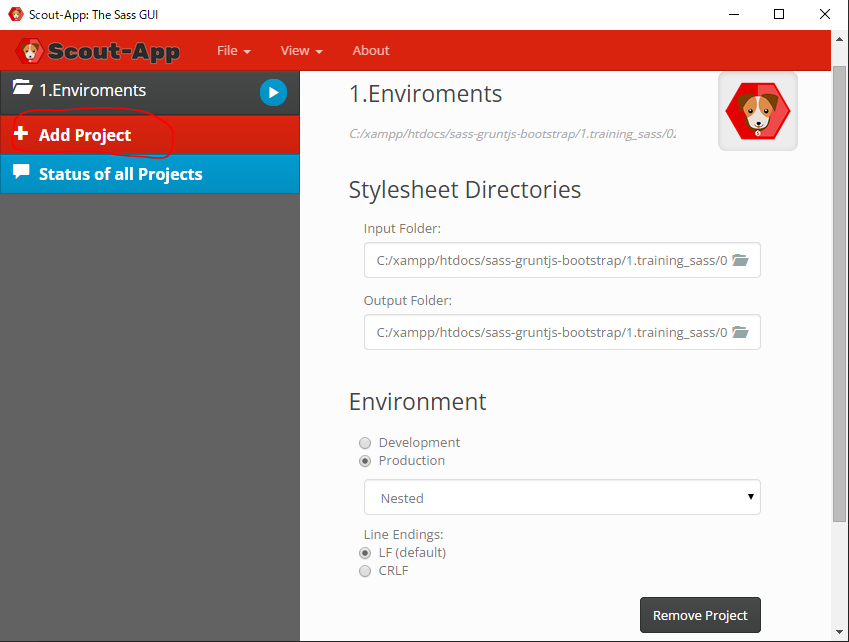 Scout-App: The Sass GUI
Scout-App File View About
1.Enviroments
Add Project
Status of all Projects
1.Enviroments
C:/xampp/htdocs/sass-gruntjs-bootstrap/1.training_sass/02
Stylesheet Directories
Input Folder:
C:/xampp/htdocs/sass-gruntjs-bootstrap/1.training_sass/0
Output Folder:
C:/xampp/htdocs/sass-gruntjs-bootstrap/1.training_sass/0
Environment
Development
Production
Nested
Line Endings:
LF (default)
CRLF
Remove Project